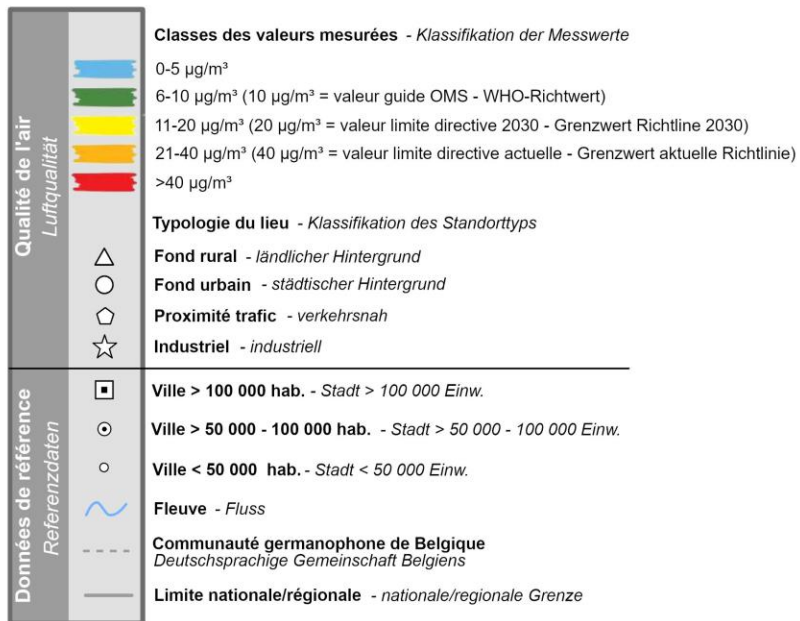 Qualité de l'air
Luftqualität
Classes des valeurs mesurées - Klassifikation der Messwerte
0-5 µg/m³
6-10 µg/m³ (10 µg/m³ = valeur guide OMS - WHO-Richtwert)
11-20 µg/m³ (20 µg/m³ = valeur limite directive 2030 - Grenzwert Richtline 2030)
21-40 µg/m³ (40 µg/m³ = valeur limite directive actuelle - Grenzwert aktuelle Richtlinie)
>40 µg/m³
Typologie du lieu - Klassifikation des Standorttyps
Fond rural - ländlicher Hintergrund
Fond urbain - städtischer Hintergrund
Proximité trafic - verkehrsnah
Industriel - industriell
Données de référence
Referenzdaten
Ville > 100 000 hab. - Stadt > 100 000 Einw.
Ville > 50 000 - 100 000 hab. - Stadt > 50 000 - 100 000 Einw.
Ville < 50 000 hab. - Stadt < 50 000 Einw.
Fleuve - Fluss
Communauté germanophone de Belgique
Deutschsprachige Gemeinschaft Belgiens
Limite nationale/régionale - nationale/regionale Grenze